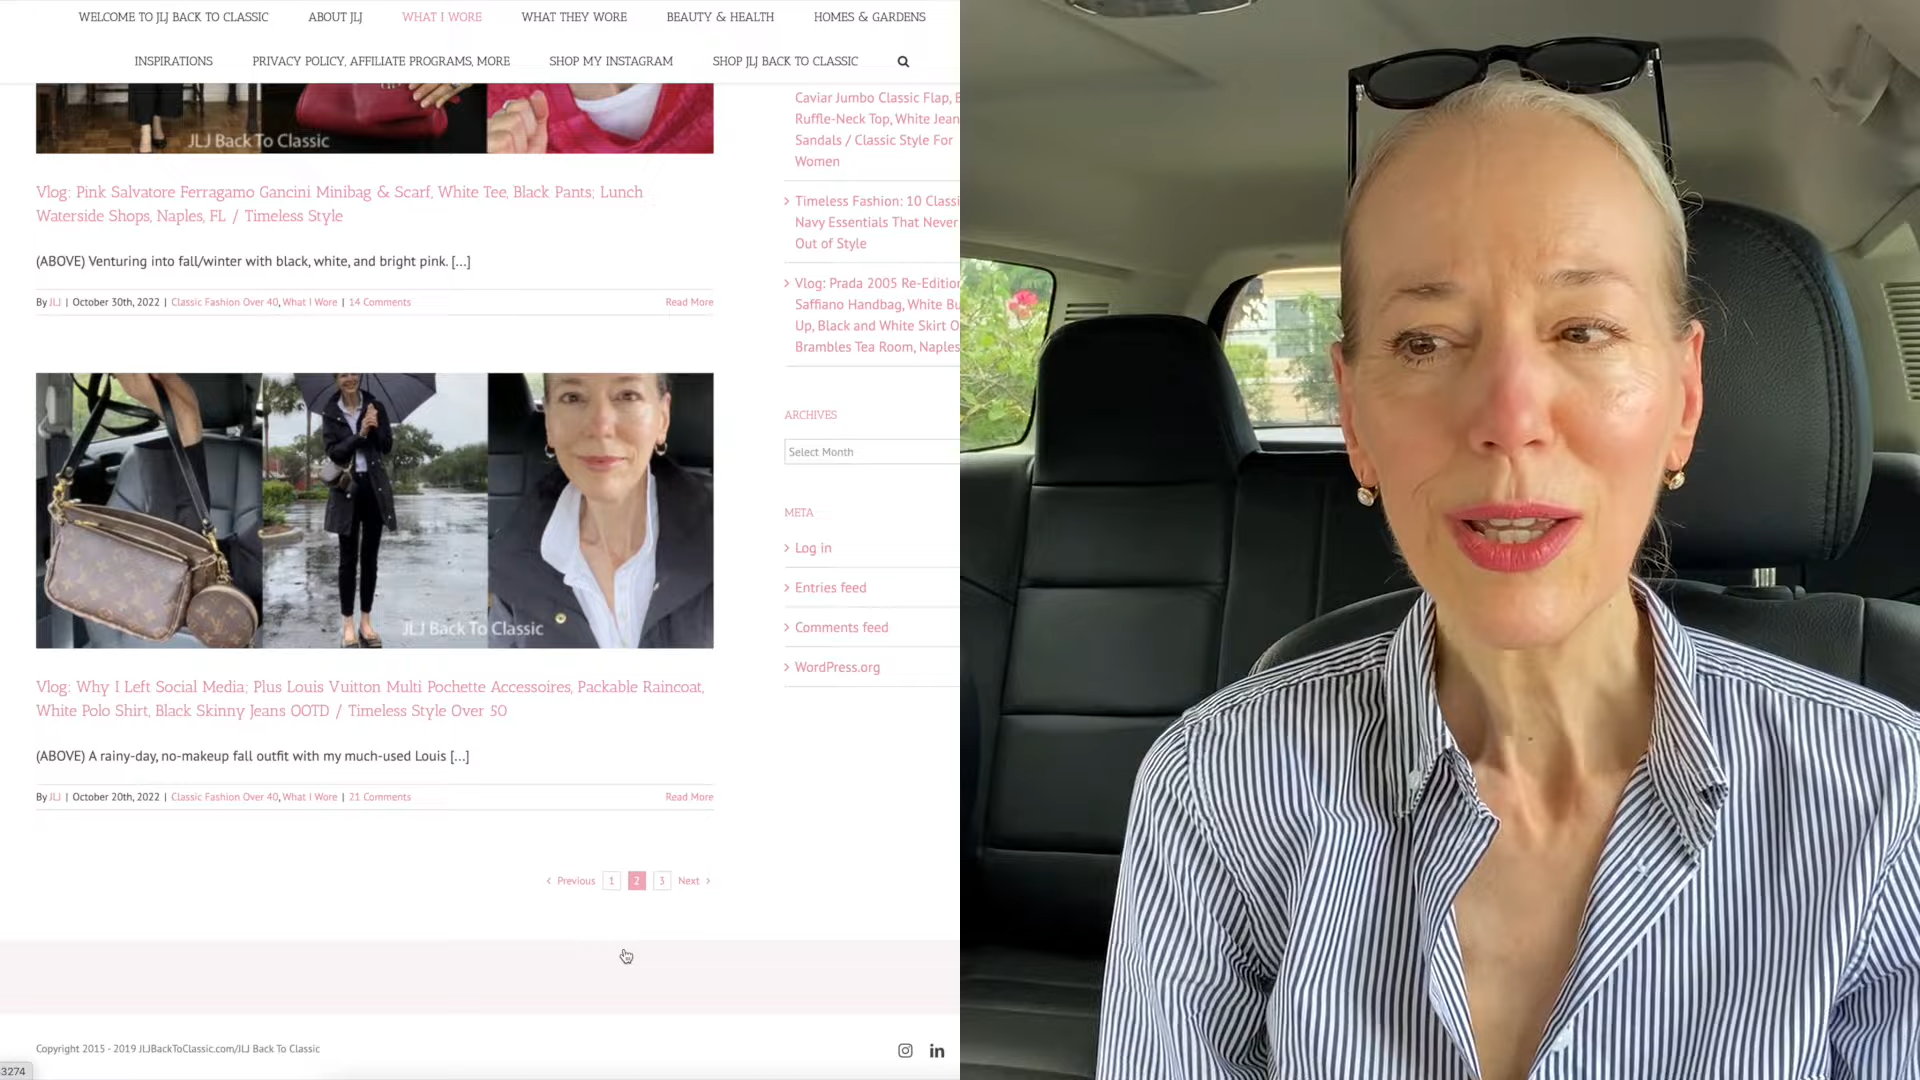 WELCOME TO JLJ BACK TO CLASSIC ABOUT JLJ WHAT I WORE WHAT THEY WORE BEAUTY & HEALTH HOMES & GARDENS
INSPIRATIONS PRIVACY POLICY, AFFILIATE PROGRAMS, MORE SHOP MY INSTAGRAM SHOP JLJ BACK TO CLASSIC
JLJ Back To Classic
Vlog: Pink Salvatore Ferragamo Gancini Minibag & Scarf, White Tee, Black Pants; Lunch
Waterside Shops, Naples, FL / Timeless Style
(ABOVE) Venturing into fall/winter with black, white, and bright pink. [...]
By JLJ | October 30th, 2022 | Classic Fashion Over 40, What I Wore | 14 Comments Read More
JLJ Back To Classic
Vlog: Why I Left Social Media; Plus Louis Vuitton Multi Pochette Accessoires, Packable Raincoat,
White Polo Shirt, Black Skinny Jeans OOTD / Timeless Style Over 50
(ABOVE) A rainy-day, no-makeup fall outfit with my much-used Louis [...]
By JLJ | October 20th, 2022 | Classic Fashion Over 40, What I Wore | 21 Comments Read More
< Previous 1 2 3 Next >
Caviar Jumbo Classic Flap,
Ruffle-Neck Top, White Jean
Sandals / Classic Style For
Women
> Timeless Fashion: 10 Classi
Navy Essentials That Never
Out of Style
> Vlog: Prada 2005 Re-Editio
Saffiano Handbag, White Bu
Up, Black and White Skirt O
Brambles Tea Room, Naples
ARCHIVES
Select Month
META
> Log in
> Entries feed
> Comments feed
> WordPress.org
Copyright 2015 - 2019 JLJBackToClassic.com/JLJ Back To Classic
in
3274